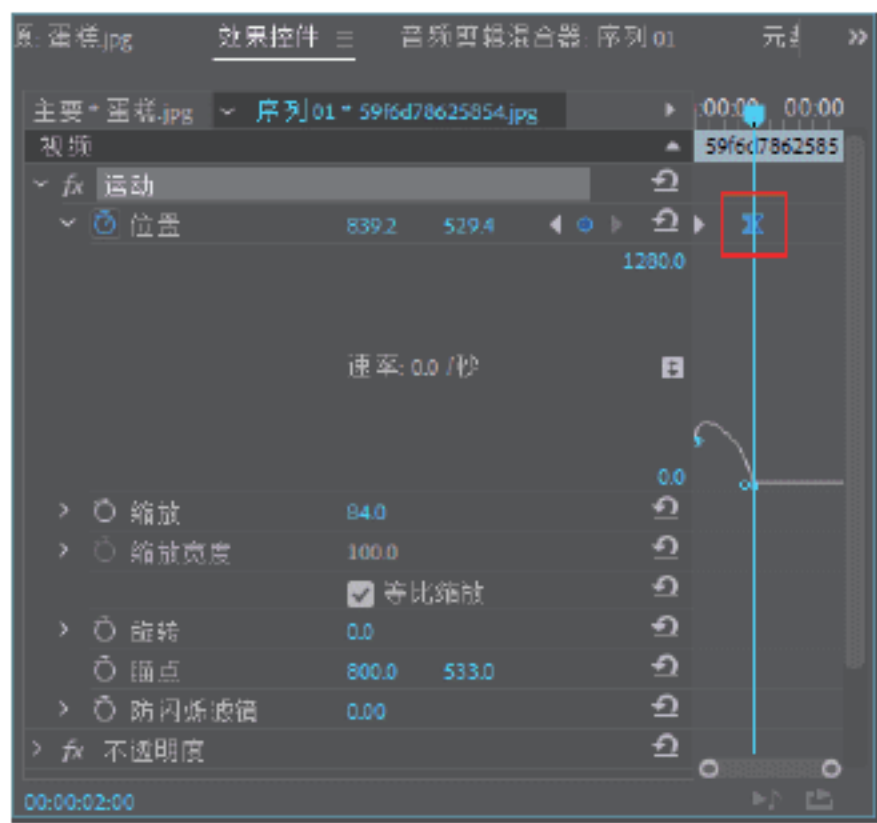 源: 蛋糕.jpg 效果控件 ≡ 音频剪辑混合器: 序列 01 »
主要 * 蛋糕.jpg 序列 01 * 59f6d78625854.jpg :00:00 00:00
视频 59f6d7862585
fx 运动
位置 839.2 529.4
1280.0
速率: 0.0 /秒
0.0
缩放 84.0
缩放宽度 100.0
等比缩放
旋转 0.0
锚点 800.0 533.0
防闪烁滤镜 0.00
fx 不透明度
00:00:02:00